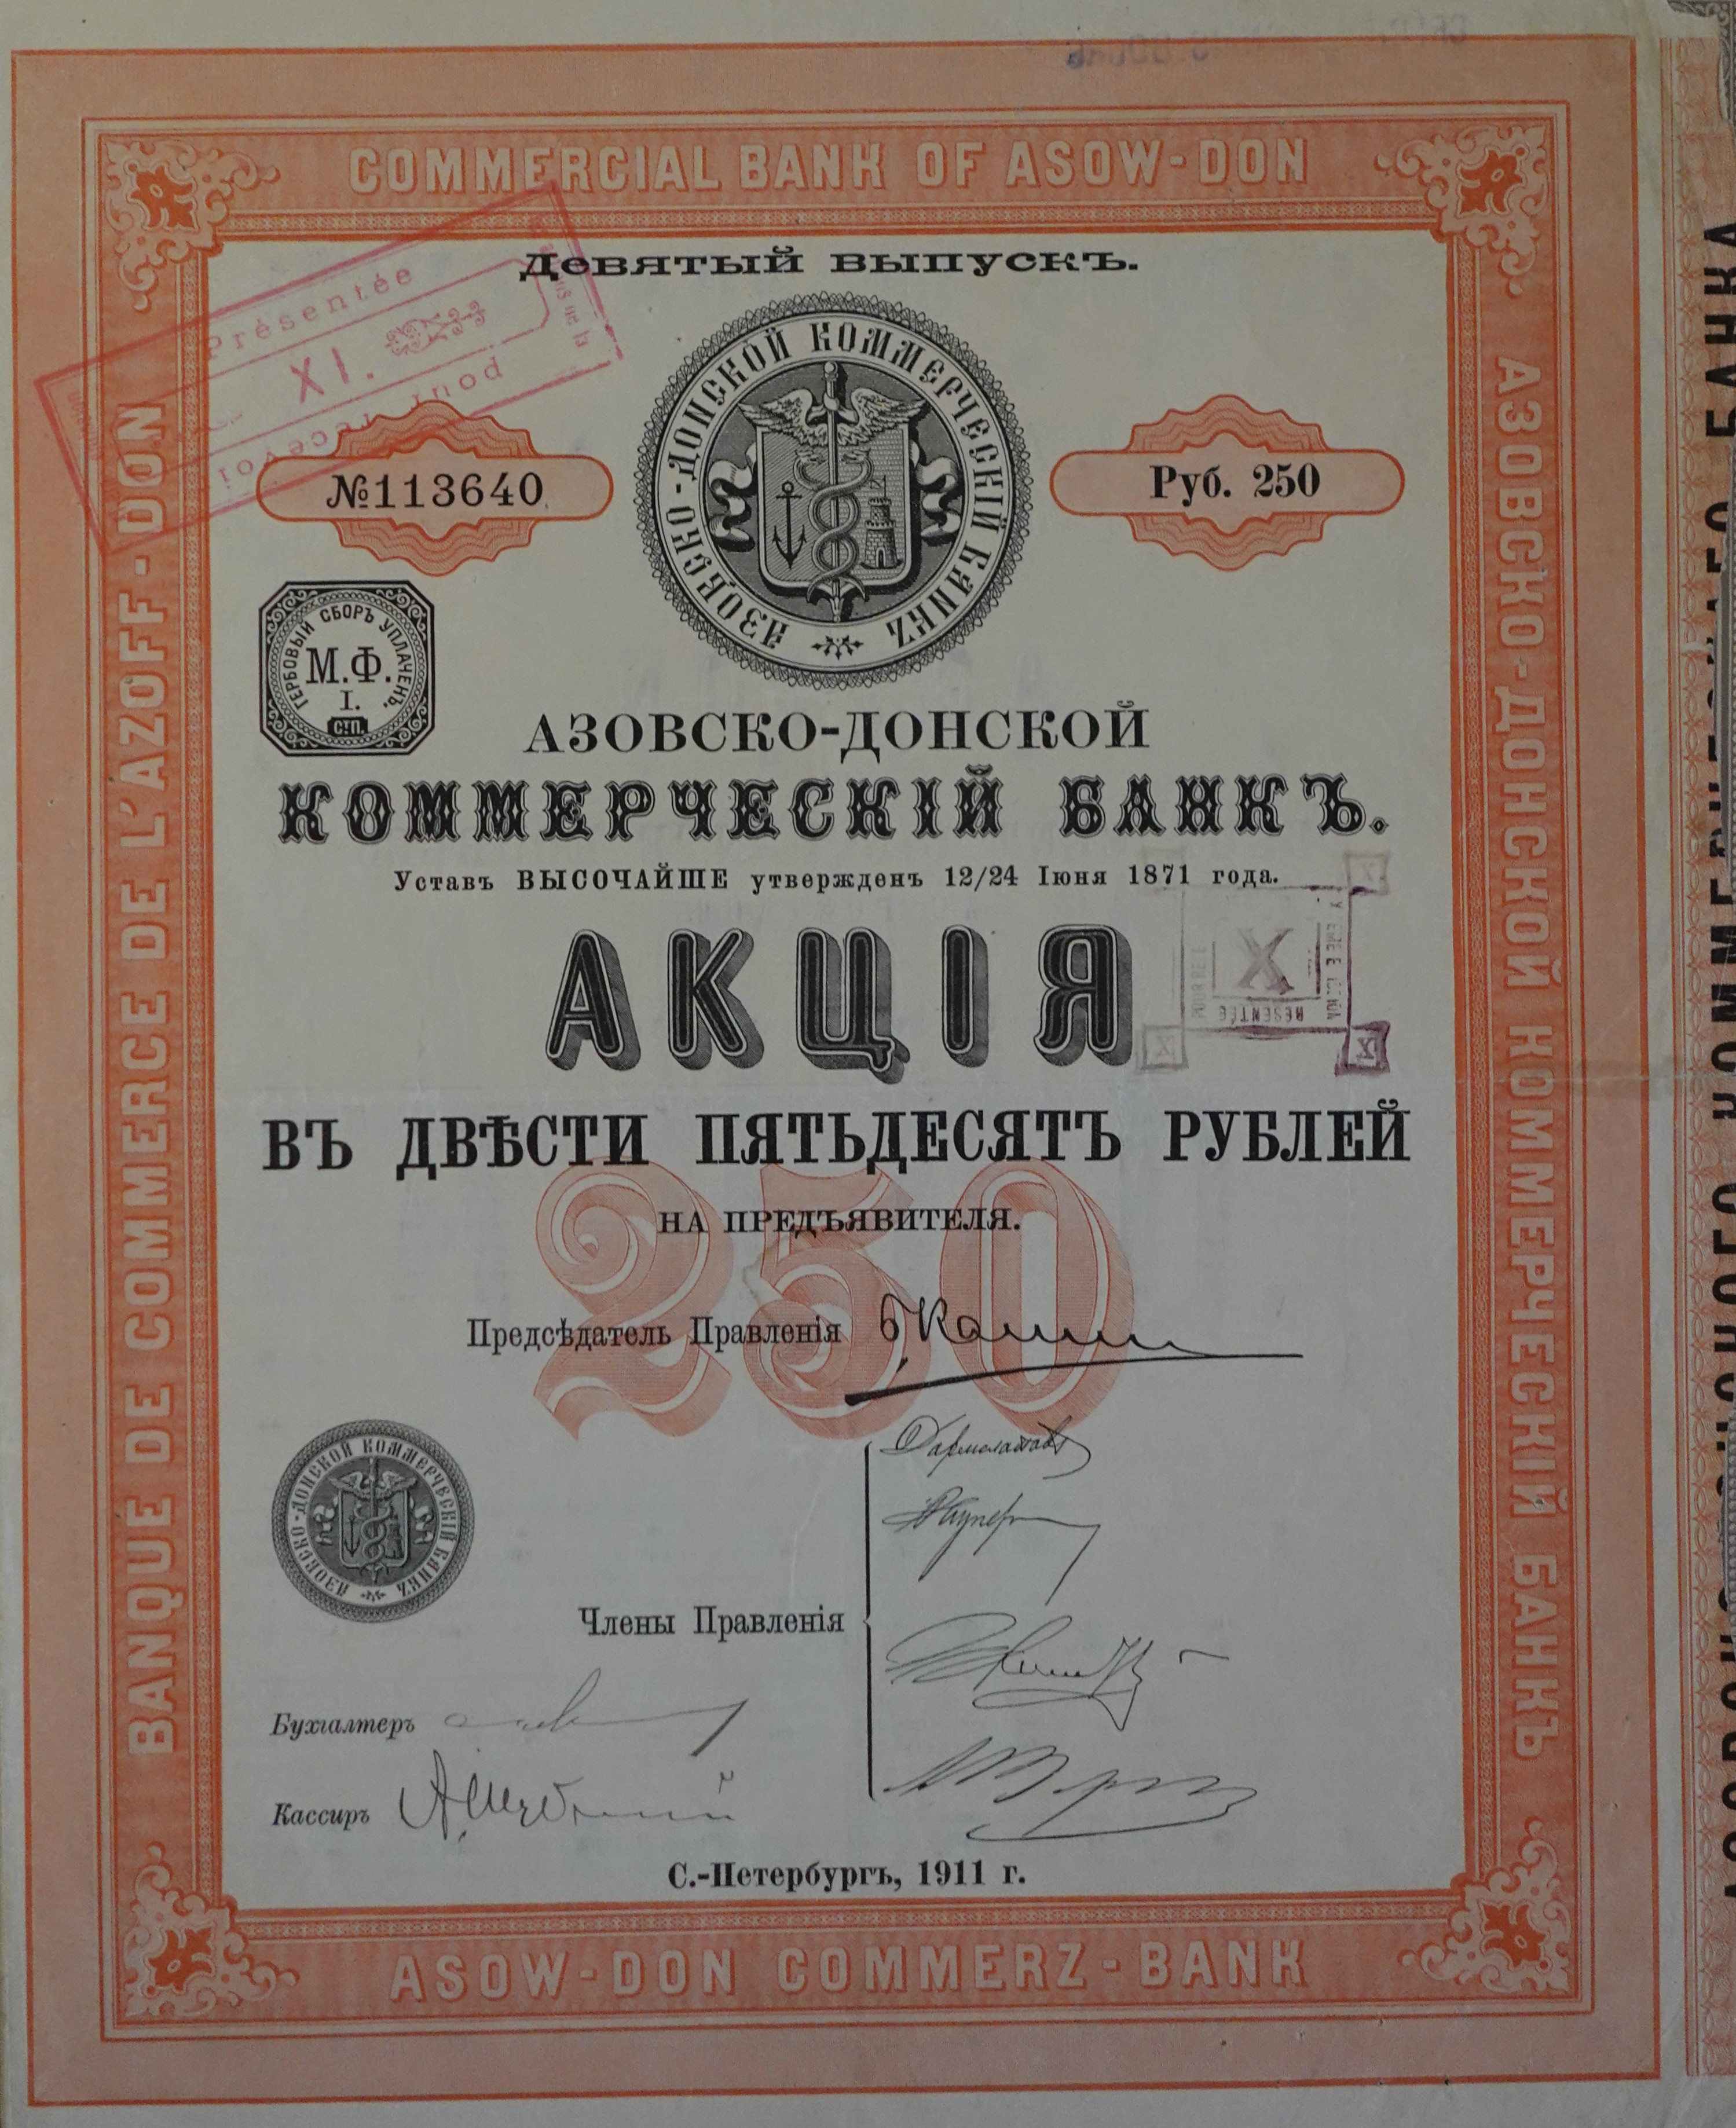 COMMERCIAL BANK OF ASOW-DON
Девятый выпускъ.
Présentée
XI.
pour recevoi
АЗОВСКО-ДОНСКОЙ КОММЕРЧЕСКІЙ БАНКЪ
№113640
Руб. 250
ГЕРБОВЫЙ СБОРЪ УПЛАЧЕНЪ.
М.Ф.
I.
С.П.
АЗОВСКО-ДОНСКОЙ
КОММЕРЧЕСКІЙ БАНКЪ.
Уставъ ВЫСОЧАЙШЕ утвержденъ 12/24 Іюня 1871 года.
АКЦІЯ
X
RÉSENTÉE
ВЪ ДВѢСТИ ПЯТЬДЕСЯТЪ РУБЛЕЙ
250
НА ПРЕДЪЯВИТЕЛЯ.
Предсѣдатель Правленія
АЗОВСКО-ДОНСКОЙ КОММЕРЧЕСКІЙ БАНКЪ
Члены Правленія
Бухгалтеръ
Кассиръ
С.-Петербургъ, 1911 г.
ASOW-DON COMMERZ-BANK
BANQUE DE COMMERCE DE L'AZOFF-DON
АЗОВСКО-ДОНСКОЙ КОММЕРЧЕСКІЙ БАНКЪ